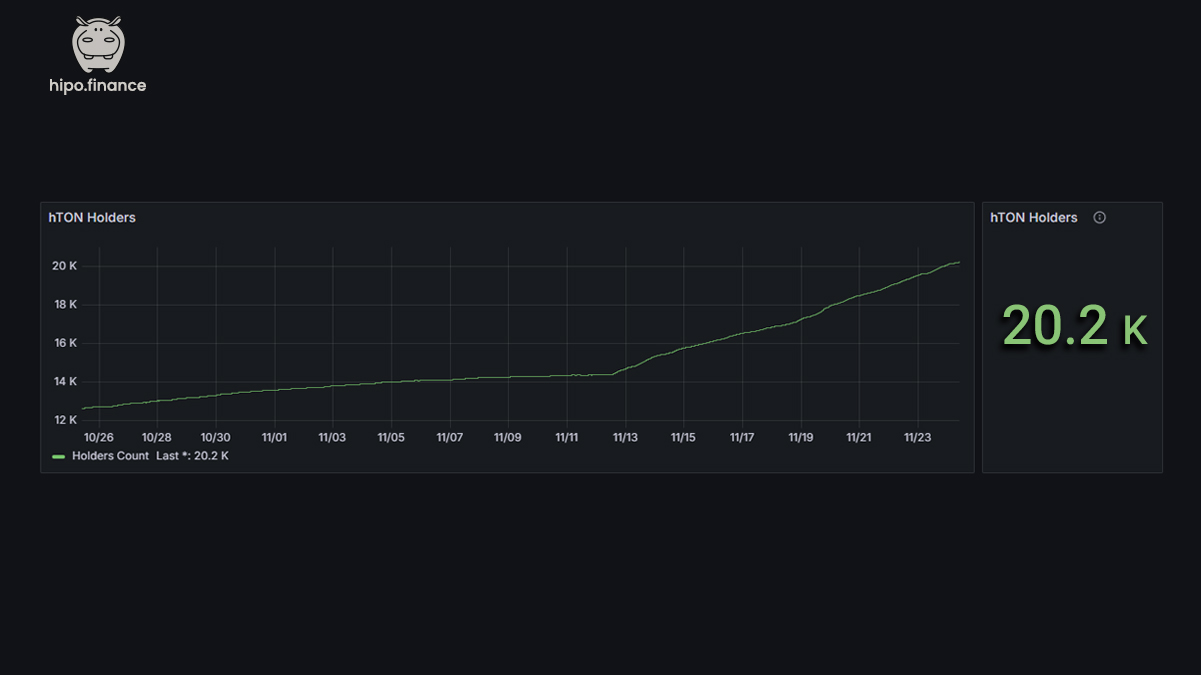 hipo.finance
hTON Holders
20 K
18 K
16 K
14 K
12 K
10/26 10/28 10/30 11/01 11/03 11/05 11/07 11/09 11/11 11/13 11/15 11/17 11/19 11/21 11/23
Holders Count Last *: 20.2 K
hTON Holders
20.2 K